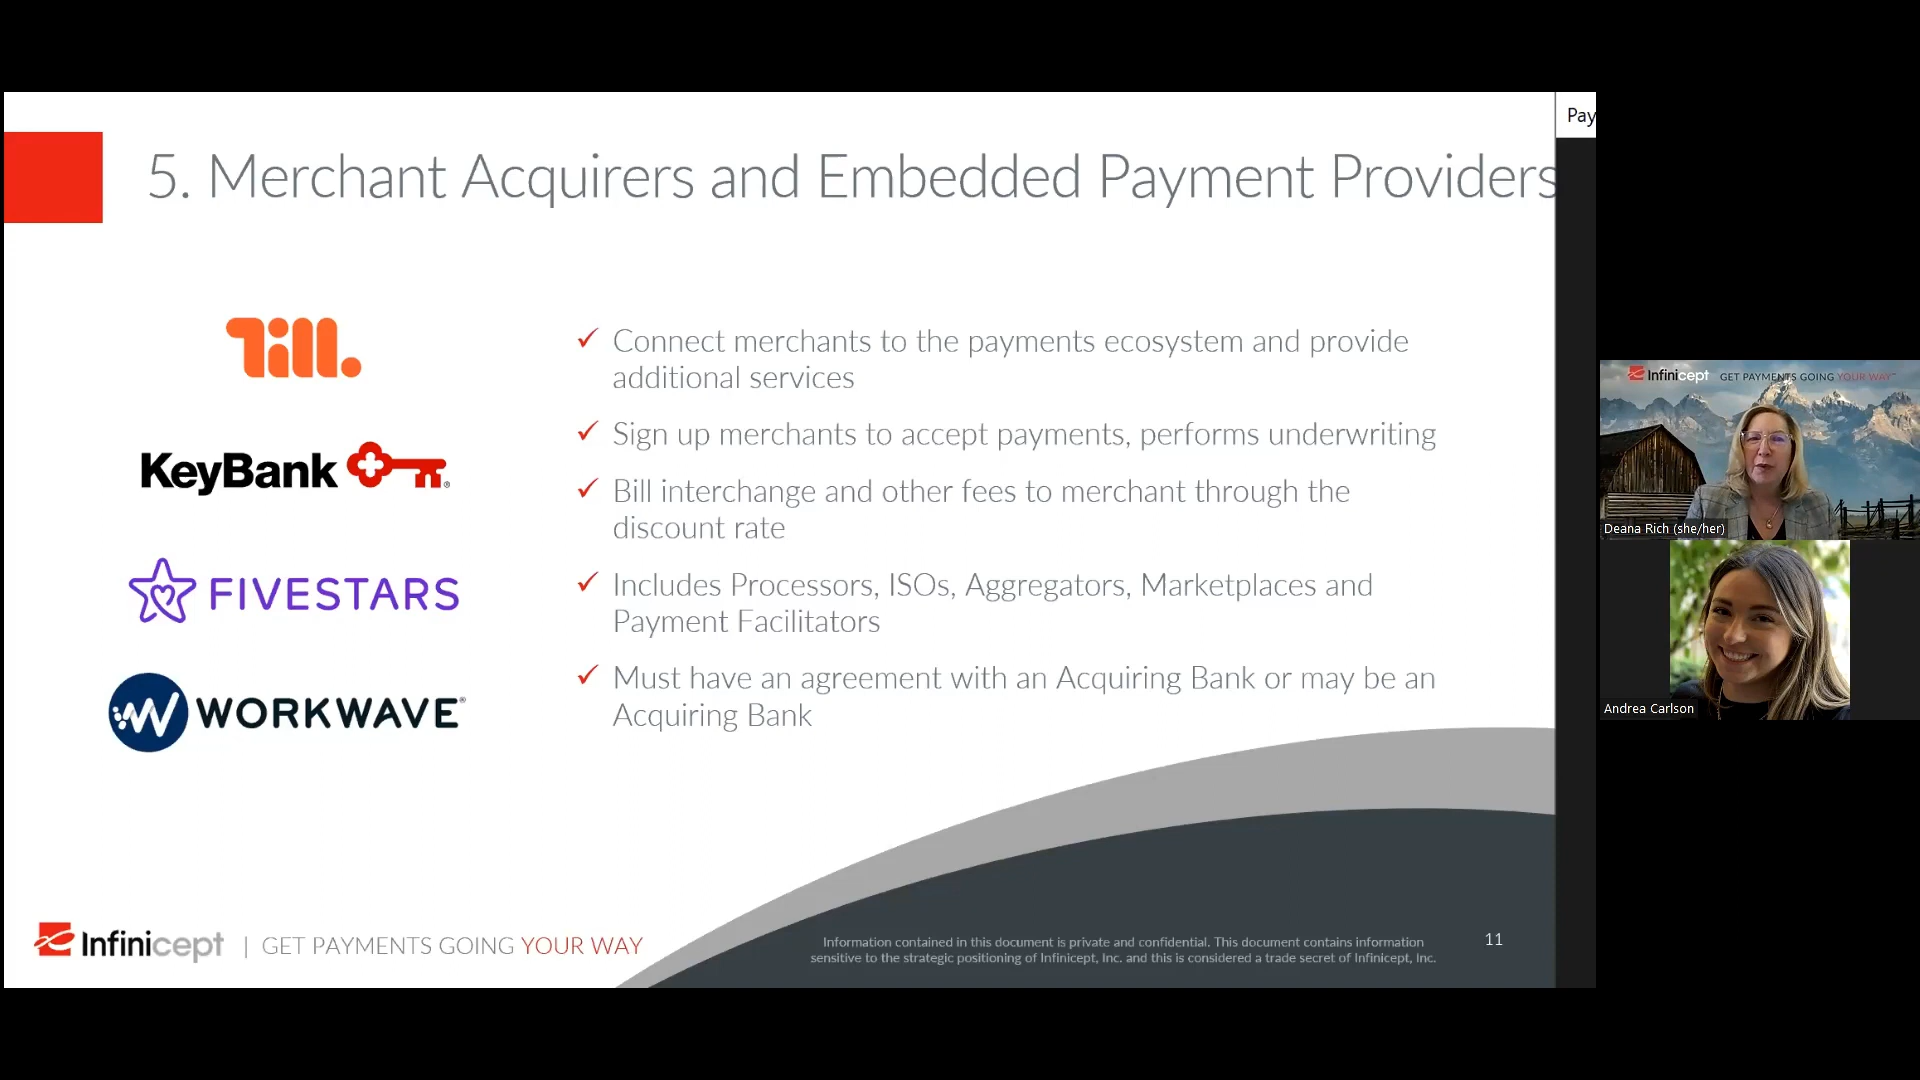 Pay
5. Merchant Acquirers and Embedded Payment Providers
Till.
KeyBank
FIVESTARS
WORKWAVE®
✓ Connect merchants to the payments ecosystem and provide
additional services
✓ Sign up merchants to accept payments, performs underwriting
✓ Bill interchange and other fees to merchant through the
discount rate
✓ Includes Processors, ISOs, Aggregators, Marketplaces and
Payment Facilitators
✓ Must have an agreement with an Acquiring Bank or may be an
Acquiring Bank
Infinicept | GET PAYMENTS GOING YOUR WAY
Information contained in this document is private and confidential. This document contains information
sensitive to the strategic positioning of Infinicept, Inc. and this is considered a trade secret of Infinicept, Inc.
11
Infinicept GET PAYMENTS GOING YOUR WAY™
Deana Rich (she/her)
Andrea Carlson